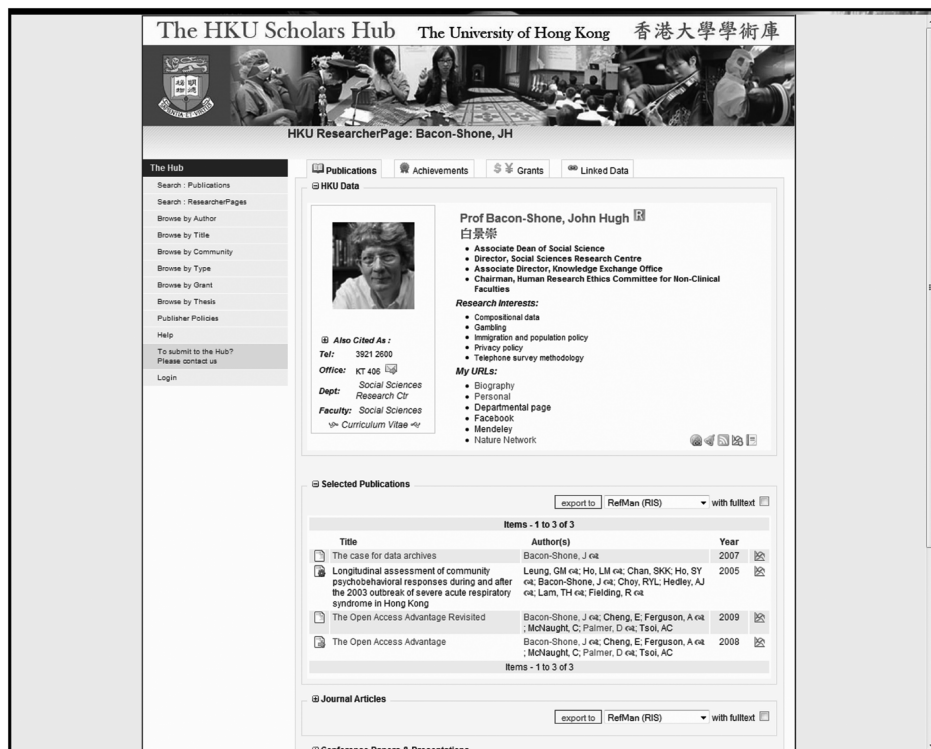 The HKU Scholars Hub The University of Hong Kong 香港大學學術庫
HKU ResearcherPage: Bacon-Shone, JH
The Hub
Search : Publications
Search : ResearcherPages
Browse by Author
Browse by Title
Browse by Community
Browse by Type
Browse by Grant
Browse by Thesis
Publisher Policies
Help
To submit to the Hub?
Please contact us
Login
Publications Achievements Grants Linked Data
HKU Data
Also Cited As :
Tel: 3921 2600
Office: KT 406
Dept: Social Sciences
Research Ctr
Faculty: Social Sciences
Curriculum Vitae
Prof Bacon-Shone, John Hugh R
白景崇
Associate Dean of Social Science
Director, Social Sciences Research Centre
Associate Director, Knowledge Exchange Office
Chairman, Human Research Ethics Committee for Non-Clinical
Faculties
Research Interests:
Compositional data
Gambling
Immigration and population policy
Privacy policy
Telephone survey methodology
My URLs:
Biography
Personal
Departmental page
Facebook
Mendeley
Nature Network
Selected Publications
export to RefMan (RIS) with fulltext
Items - 1 to 3 of 3
Title Author(s) Year
The case for data archives Bacon-Shone, J 2007
Longitudinal assessment of community Leung, GM ; Ho, LM ; Chan, SKK; Ho, SY 2005
psychobehavioral responses during and after ; Bacon-Shone, J ; Choy, RYL; Hedley, AJ
the 2003 outbreak of severe acute respiratory ; Lam, TH ; Fielding, R
syndrome in Hong Kong
The Open Access Advantage Revisited Bacon-Shone, J ; Cheng, E; Ferguson, A 2009
; McNaught, C; Palmer, D ; Tsoi, AC
The Open Access Advantage Bacon-Shone, J ; Cheng, E; Ferguson, A 2008
; McNaught, C; Palmer, D ; Tsoi, AC
Items - 1 to 3 of 3
Journal Articles
export to RefMan (RIS) with fulltext
Conference Papers & Presentations